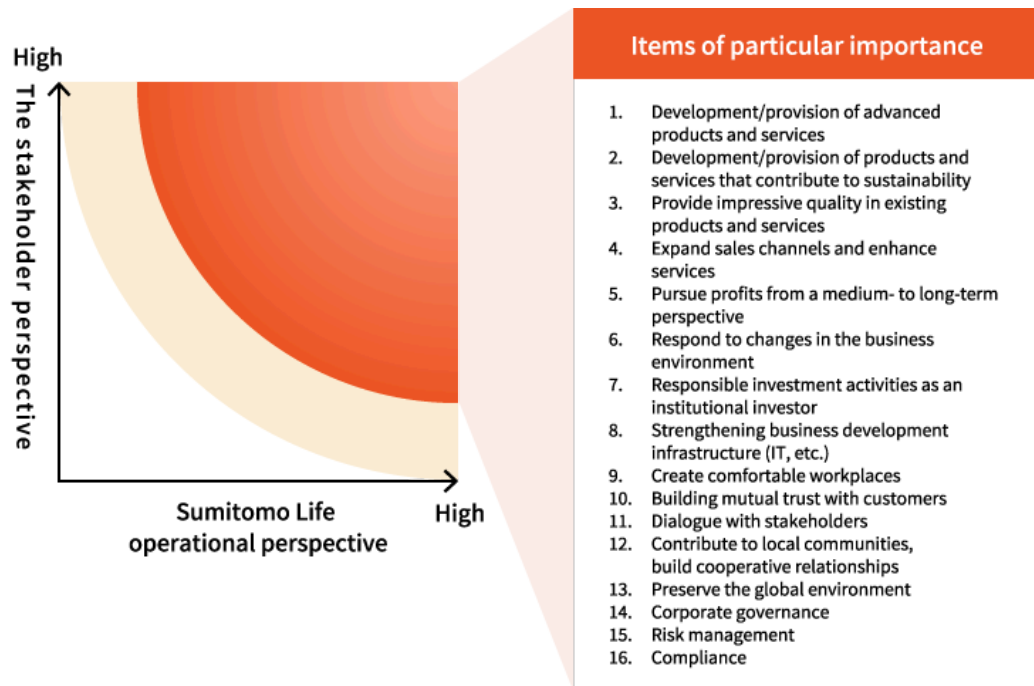 High
The stakeholder perspective
Sumitomo Life
operational perspective
High
Items of particular importance
1. Development/provision of advanced
products and services
2. Development/provision of products and
services that contribute to sustainability
3. Provide impressive quality in existing
products and services
4. Expand sales channels and enhance
services
5. Pursue profits from a medium- to long-term
perspective
6. Respond to changes in the business
environment
7. Responsible investment activities as an
institutional investor
8. Strengthening business development
infrastructure (IT, etc.)
9. Create comfortable workplaces
10. Building mutual trust with customers
11. Dialogue with stakeholders
12. Contribute to local communities,
build cooperative relationships
13. Preserve the global environment
14. Corporate governance
15. Risk management
16. Compliance